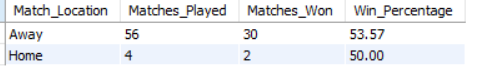 Match_Location Matches_Played Matches_Won Win_Percentage
Away 56 30 53.57
Home 4 2 50.00